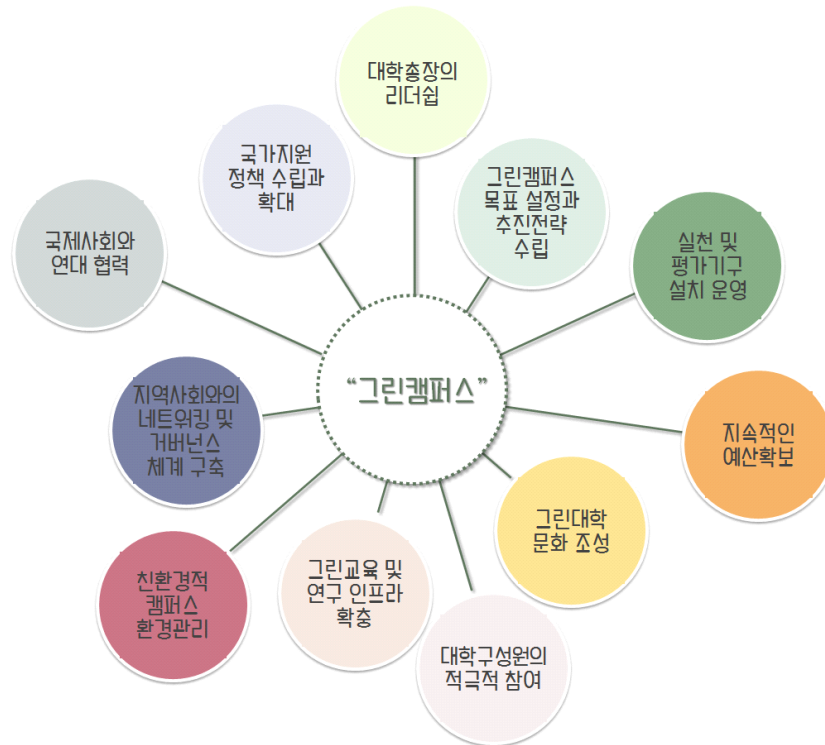 대학총장의
리더쉽
국가지원
정책 수립과
확대
그린캠퍼스
목표 설정과
추진전략
수립
국제사회와
연대 협력
실천 및
평가기구
설치 운영
“그린캠퍼스”
지역사회와의
네트워킹 및
거버넌스
체계 구축
지속적인
예산확보
그린대학
문화 조성
친환경적
캠퍼스
환경관리
그린교육 및
연구 인프라
확충
대학구성원의
적극적 참여